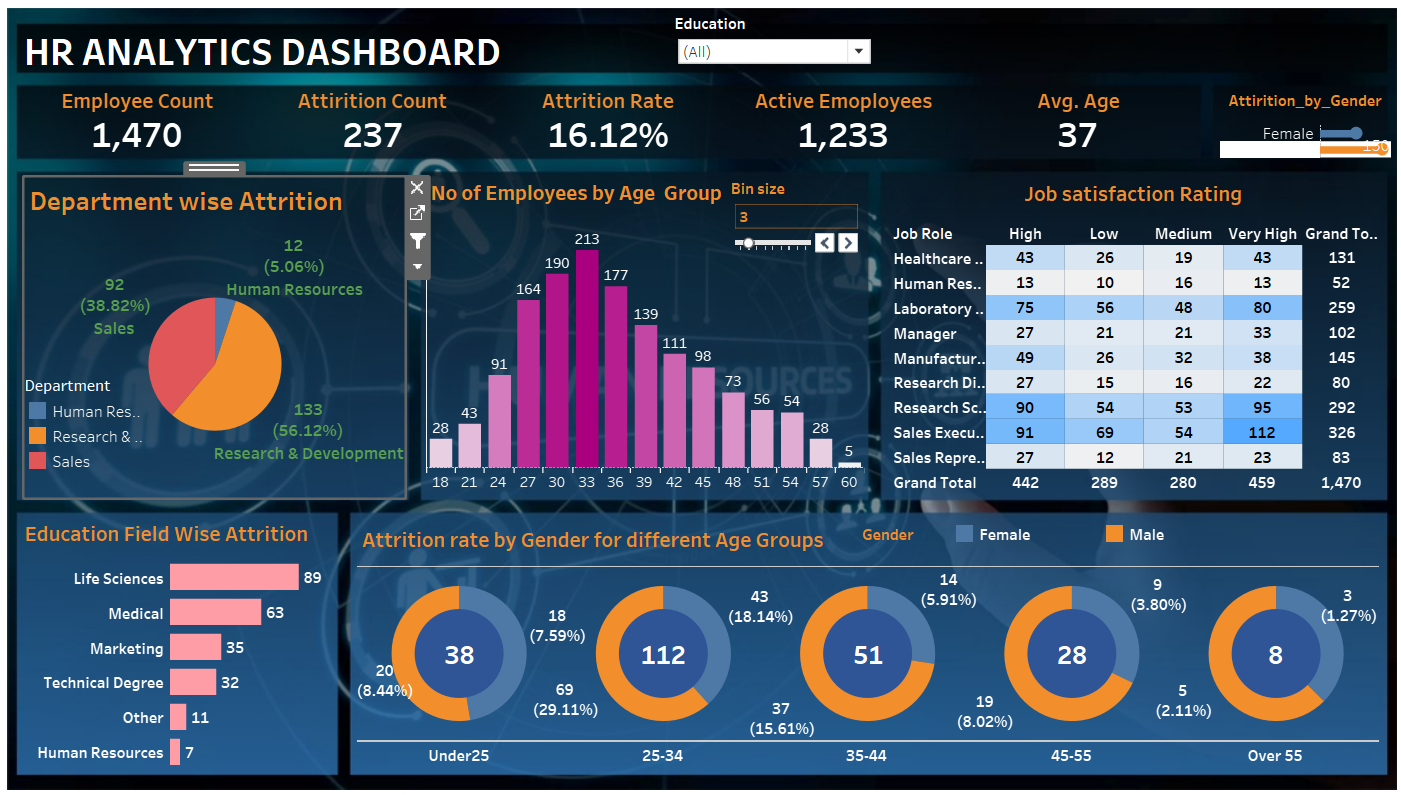 Education
HR ANALYTICS DASHBOARD
(All)
Employee Count
1,470
Attirition Count
237
Attrition Rate
16.12%
Active Emoployees
1,233
Avg. Age
37
Attirition_by_Gender
Female
150
Department wise Attrition
12
(5.06%)
Human Resources
92
(38.82%)
Sales
133
(56.12%)
Research & Development
Department
Human Res..
Research & ..
Sales
No of Employees by Age Group
Bin size
3
28 43 91 164 190 213 177 139 111 98 73 56 54 28 5
18 21 24 27 30 33 36 39 42 45 48 51 54 57 60
Job satisfaction Rating
Job Role High Low Medium Very High Grand To..
Healthcare .. 43 26 19 43 131
Human Res.. 13 10 16 13 52
Laboratory .. 75 56 48 80 259
Manager 27 21 21 33 102
Manufactur.. 49 26 32 38 145
Research Di.. 27 15 16 22 80
Research Sc.. 90 54 53 95 292
Sales Execu.. 91 69 54 112 326
Sales Repre.. 27 12 21 23 83
Grand Total 442 289 280 459 1,470
Education Field Wise Attrition
Life Sciences 89
Medical 63
Marketing 35
Technical Degree 32
Other 11
Human Resources 7
Attrition rate by Gender for different Age Groups
Gender
Female
Male
38
18
(7.59%)
20
(8.44%)
Under25
112
43
(18.14%)
69
(29.11%)
25-34
51
14
(5.91%)
37
(15.61%)
35-44
28
9
(3.80%)
19
(8.02%)
45-55
8
3
(1.27%)
5
(2.11%)
Over 55